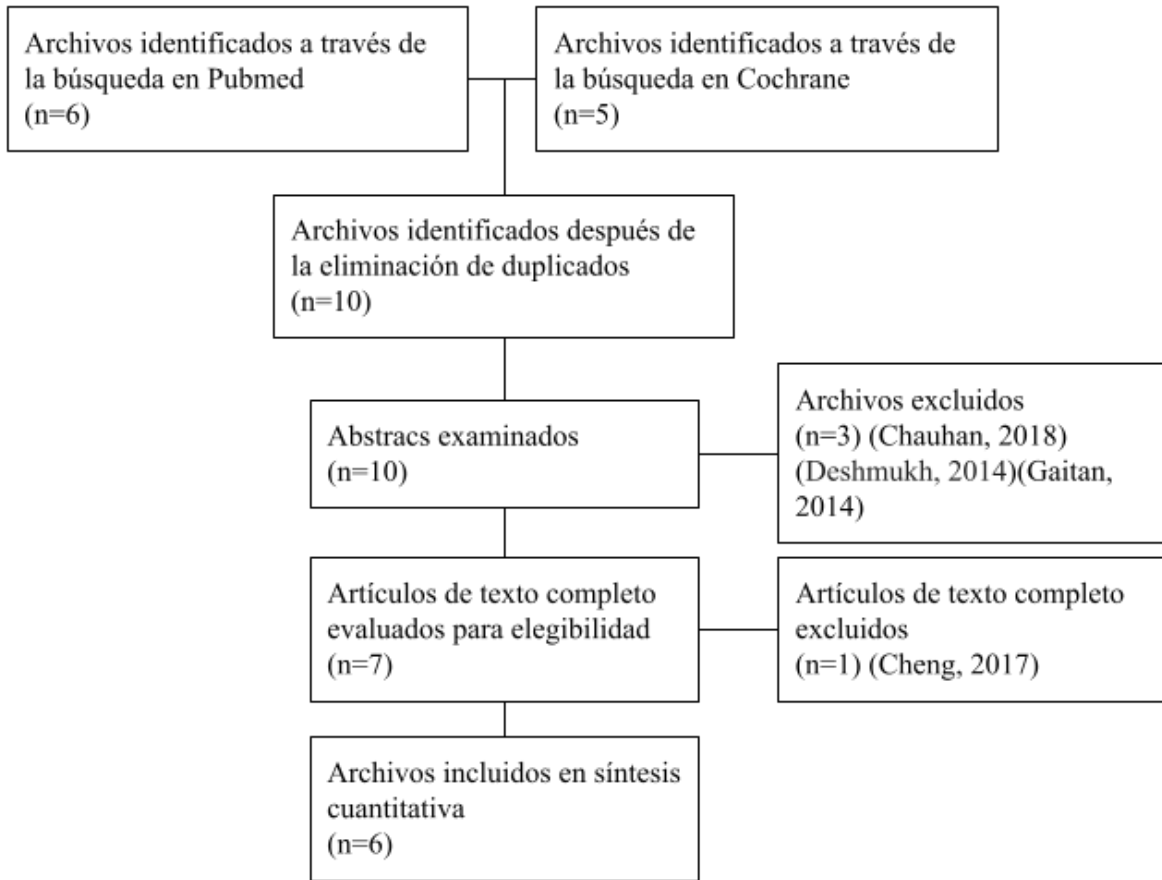 Archivos identificados a través de
la búsqueda en Pubmed
(n=6)
Archivos identificados a través de
la búsqueda en Cochrane
(n=5)
Archivos identificados después de
la eliminación de duplicados
(n=10)
Abstracs examinados
(n=10)
Archivos excluidos
(n=3) (Chauhan, 2018)
(Deshmukh, 2014)(Gaitan,
2014)
Artículos de texto completo
evaluados para elegibilidad
(n=7)
Artículos de texto completo
excluidos
(n=1) (Cheng, 2017)
Archivos incluidos en síntesis
cuantitativa
(n=6)